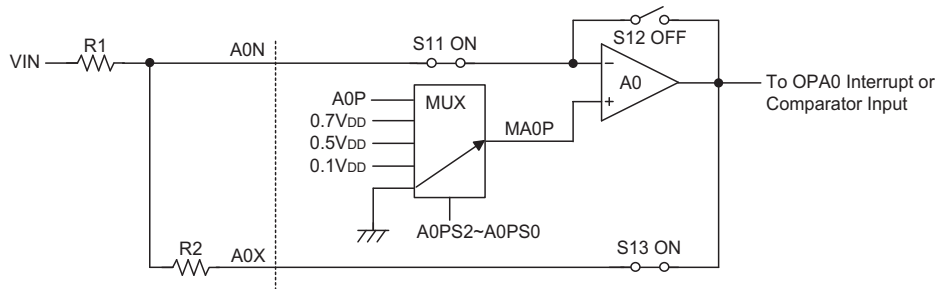 R1
VIN
A0N
S11 ON
S12 OFF
A0
To OPA0 Interrupt or
Comparator Input
A0P
MUX
0.7VDD
0.5VDD
0.1VDD
MA0P
A0PS2~A0PS0
R2
A0X
S13 ON
−
+